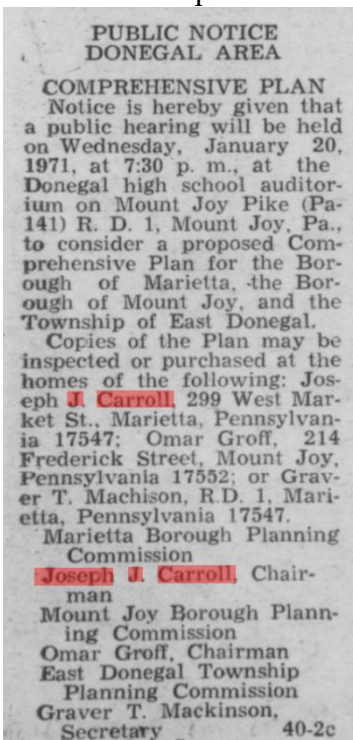 PUBLIC NOTICE
DONEGAL AREA
COMPREHENSIVE PLAN
Notice is hereby given that
a public hearing will be held
on Wednesday, January 20,
1971, at 7:30 p. m., at the
Donegal high school auditor-
ium on Mount Joy Pike (Pa-
141) R. D. 1, Mount Joy, Pa.,
to consider a proposed Com-
prehensive Plan for the Bor-
ough of Marietta, the Bor-
ough of Mount Joy, and the
Township of East Donegal.
Copies of the Plan may be
inspected or purchased at the
homes of the following: Jos-
eph J. Carroll, 299 West Mar-
ket St., Marietta, Pennsylvan-
ia 17547; Omar Groff, 214
Frederick Street, Mount Joy,
Pennsylvania 17552; or Grav-
er T. Machison, R.D. 1, Mari-
etta, Pennsylvania 17547.
Marietta Borough Planning
Commission
Joseph J. Carroll, Chair-
man
Mount Joy Borough Plann-
ing Commission
Omar Groff, Chairman
East Donegal Township
Planning Commission
Graver T. Mackinson,
Secretary 40-2c